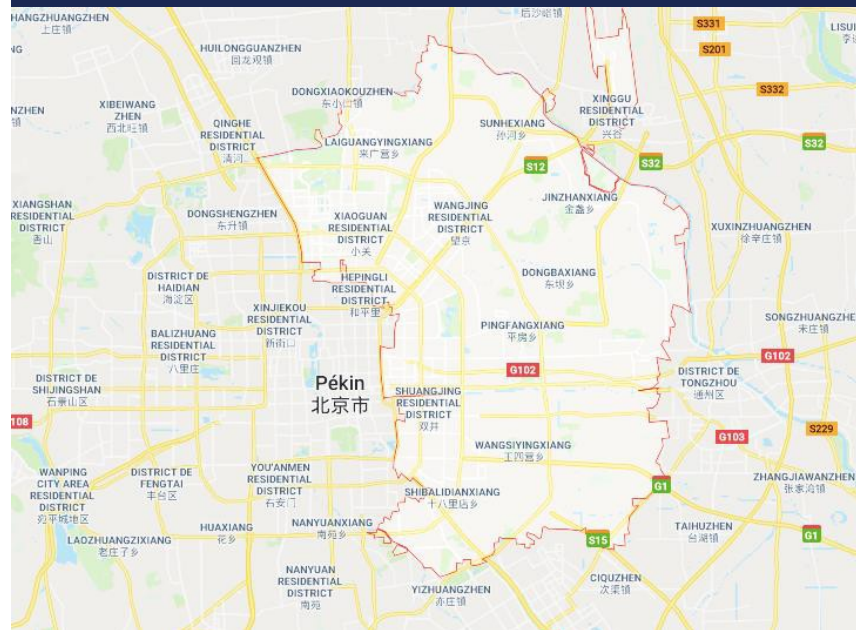 ZHANGZHUANGZHEN
上庄镇
后沙峪镇
S331
LISUI
S201
HUILONGGUANZHEN
回龙观镇
S332
DONGXIAOKOUZHEN
东小口镇
XIBEIWANG
ZHEN
西北旺镇
NZHEN
镇
QINGHE
RESIDENTIAL
DISTRICT
清河
SUNHEXIANG
孙河乡
XINGGU
RESIDENTIAL
DISTRICT
兴谷
LAIGUANGYINGXIANG
来广营乡
S32
S12
S32
XIANGSHAN
RESIDENTIAL
DISTRICT
香山
DONGSHENGZHEN
东升镇
XIAOGUAN
RESIDENTIAL
DISTRICT
小关
WANGJING
RESIDENTIAL
DISTRICT
望京
JINZHANXIANG
金盏乡
XUXINZHUANGZHEN
徐辛庄镇
DISTRICT DE
HAIDIAN
海淀区
HEPINGLI
RESIDENTIAL
DISTRICT
和平里
DONGBAXIANG
东坝乡
XINJIEKOU
RESIDENTIAL
DISTRICT
新街口
BALIZHUANG
RESIDENTIAL
DISTRICT
八里庄
PINGFANGXIANG
平房乡
SONGZHUANGZHEN
宋庄镇
G102
G102
DISTRICT DE
SHIJINGSHAN
石景山区
Pékin
北京市
SHUANGJING
RESIDENTIAL
DISTRICT
双井
DISTRICT DE
TONGZHOU
通州区
108
S229
G103
WANGSIYINGXIANG
王四营乡
WANPING
CITY AREA
RESIDENTIAL
DISTRICT
宛平城地区
DISTRICT DE
FENGTAI
丰台区
YOU'ANMEN
RESIDENTIAL
DISTRICT
右安门
SHIBALIDIANXIANG
十八里店乡
G1
ZHANGJIAWANZHEN
张家湾镇
HUAXIANG
花乡
NANYUANXIANG
南苑乡
TAIHUZHEN
台湖镇
LAOZHUANGZIXIANG
老庄子乡
S15
G1
NANYUAN
RESIDENTIAL
DISTRICT
南苑
YIZHUANGZHEN
亦庄镇
CIQUZHEN
次渠镇